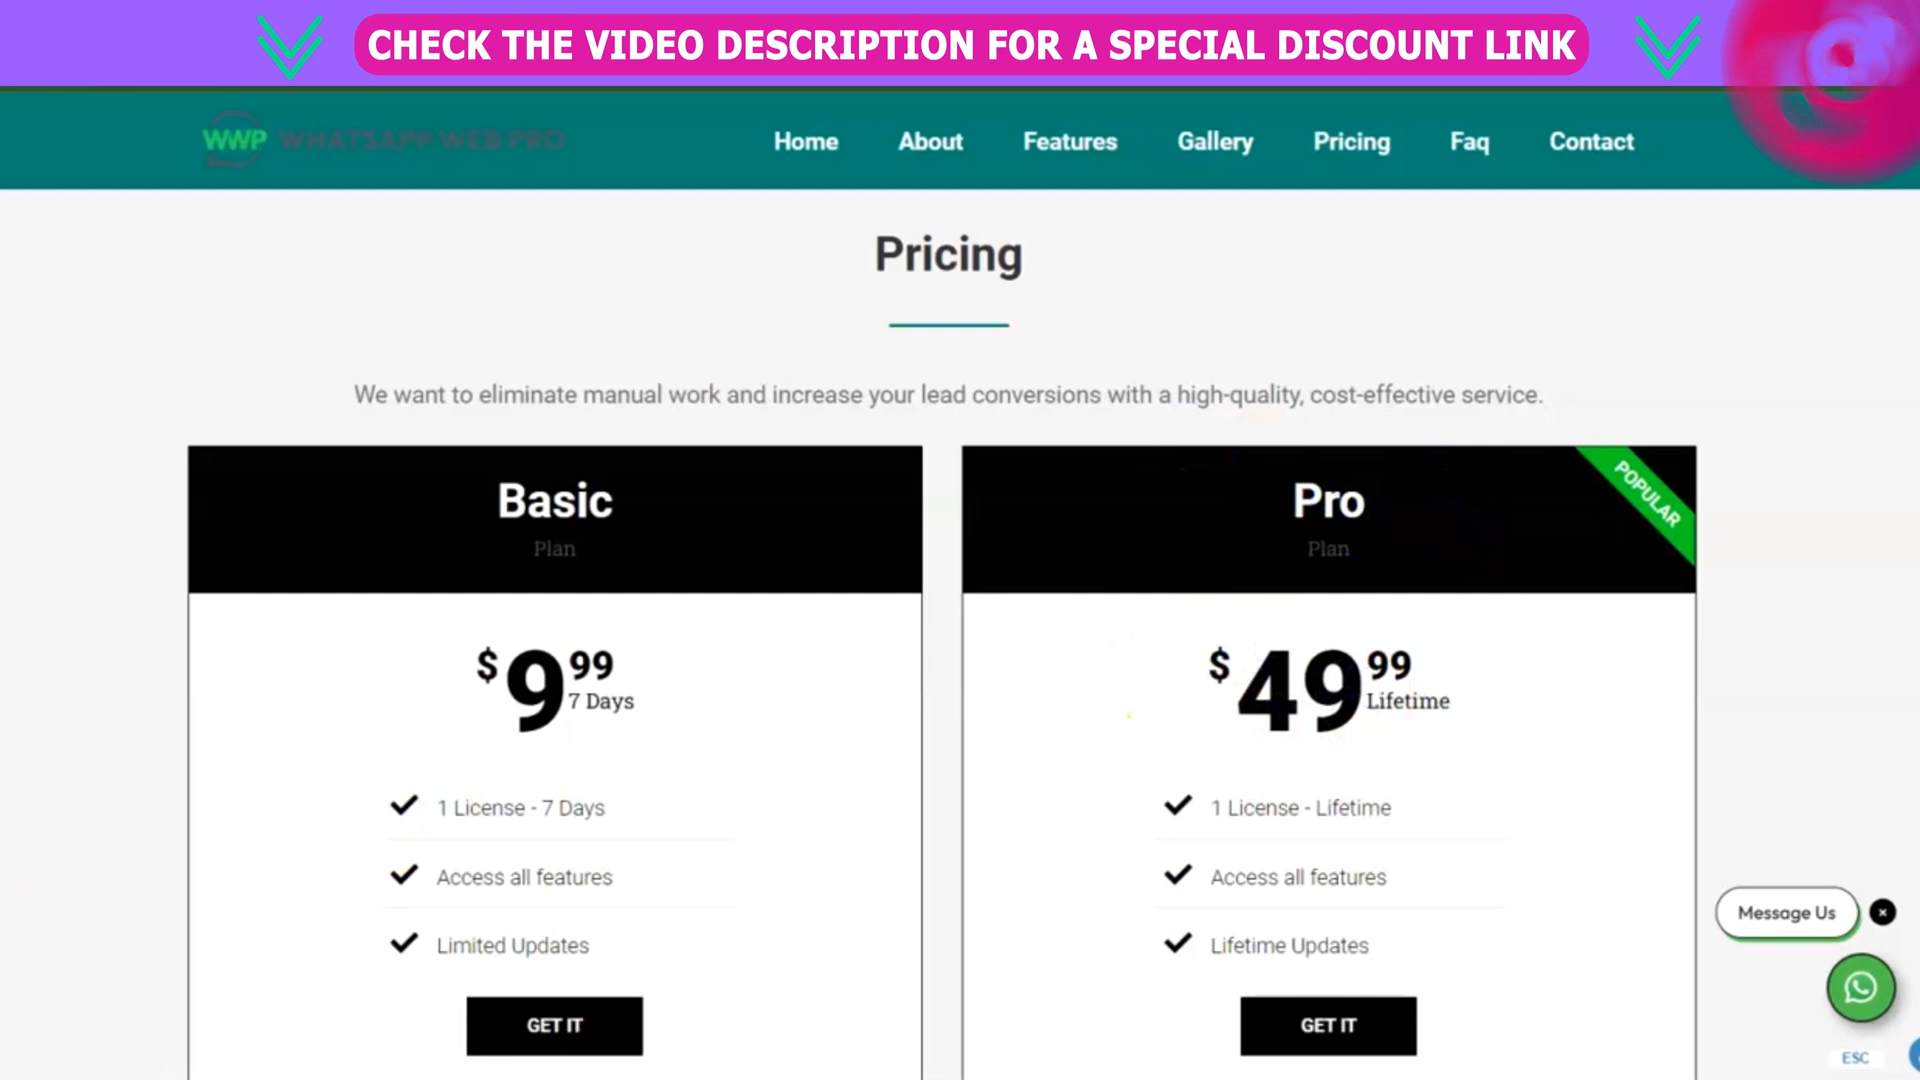 CHECK THE VIDEO DESCRIPTION FOR A SPECIAL DISCOUNT LINK
WWP WHATSAPP WEB PRO
Home About Features Gallery Pricing Faq Contact
Pricing
We want to eliminate manual work and increase your lead conversions with a high-quality, cost-effective service.
Basic
Plan
$9 99
7 Days
1 License - 7 Days
Access all features
Limited Updates
GET IT
Pro
Plan
POPULAR
$49 99
Lifetime
1 License - Lifetime
Access all features
Lifetime Updates
GET IT
Message Us
ESC